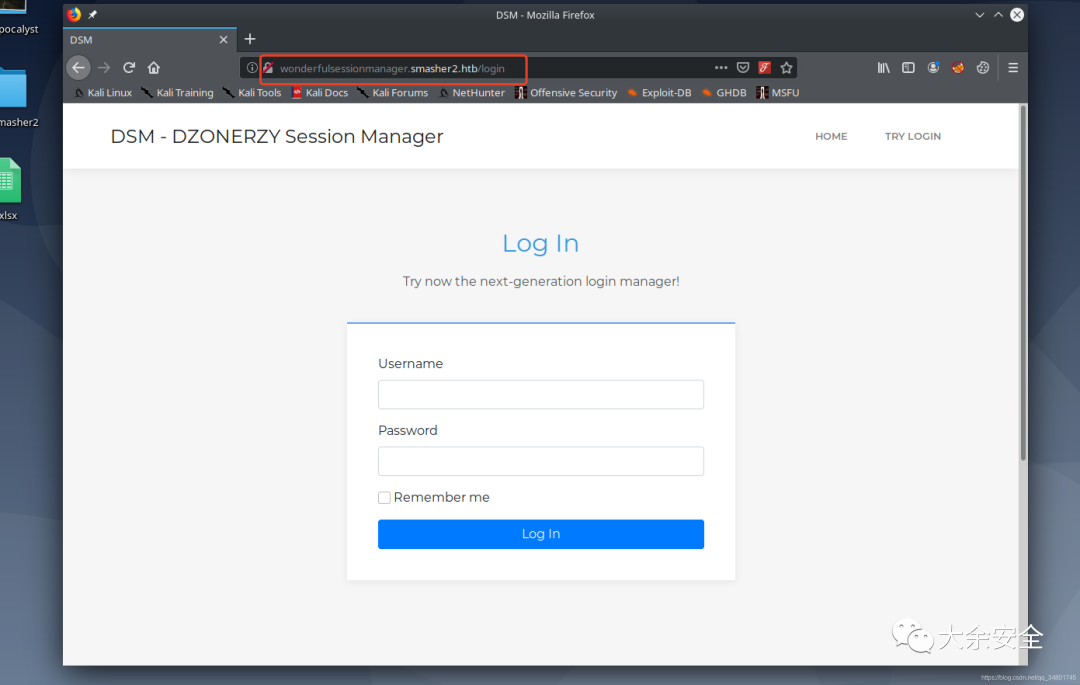 DSM - Mozilla Firefox
pocalyst
DSM
wonderfulsessionmanager.smasher2.htb/login
Kali Linux Kali Training Kali Tools Kali Docs Kali Forums NetHunter Offensive Security Exploit-DB GHDB MSFU
masher2
DSM - DZONERZY Session Manager HOME TRY LOGIN
xlsx
Log In
Try now the next-generation login manager!
Username
Password
Remember me
Log In
大余安全
https://blog.csdn.net/qq_34801745